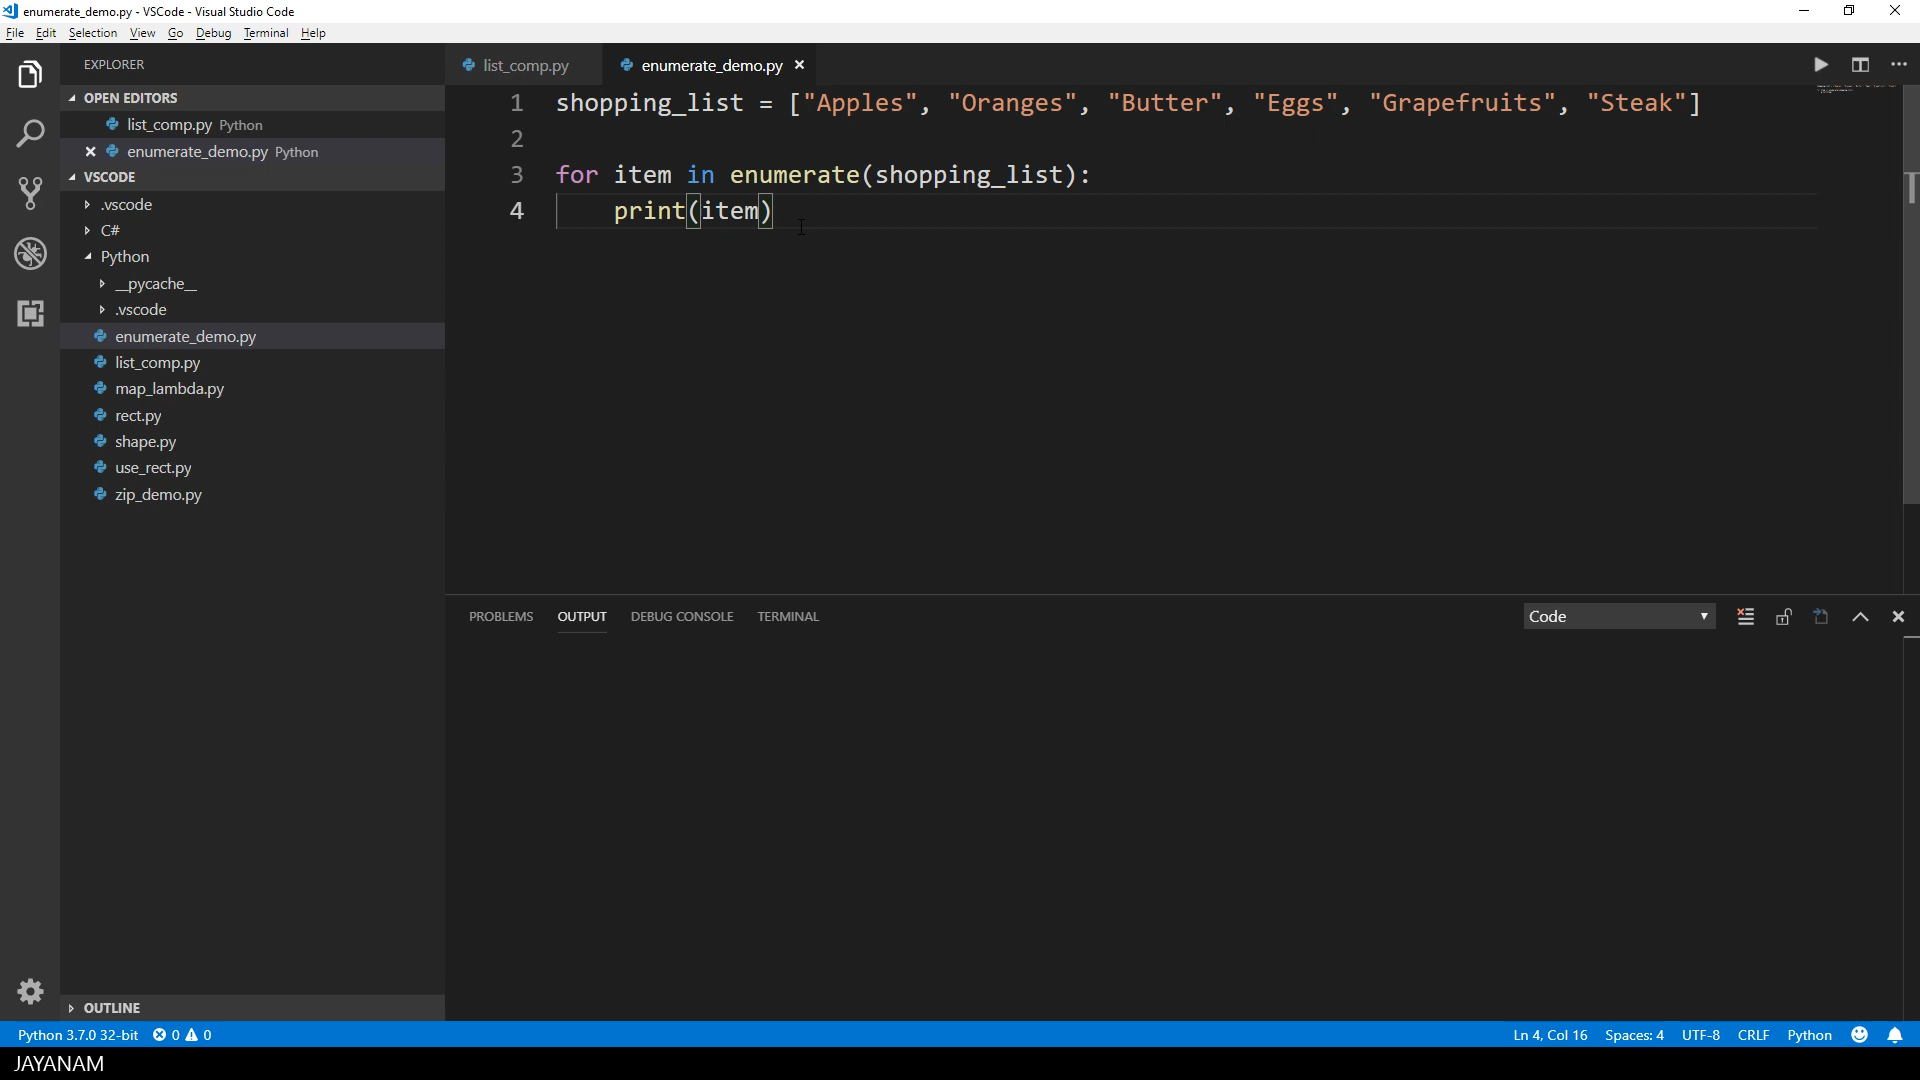 enumerate_demo.py - VSCode - Visual Studio Code
File Edit Selection View Go Debug Terminal Help
EXPLORER
OPEN EDITORS
list_comp.py Python
enumerate_demo.py Python
VSCODE
.vscode
C#
Python
__pycache__
.vscode
enumerate_demo.py
list_comp.py
map_lambda.py
rect.py
shape.py
use_rect.py
zip_demo.py
OUTLINE
list_comp.py enumerate_demo.py
1 shopping_list = ["Apples", "Oranges", "Butter", "Eggs", "Grapefruits", "Steak"]
2
3 for item in enumerate(shopping_list):
4 print(item)
PROBLEMS OUTPUT DEBUG CONSOLE TERMINAL Code
Python 3.7.0 32-bit 0 0 Ln 4, Col 16 Spaces: 4 UTF-8 CRLF Python
JAYANAM